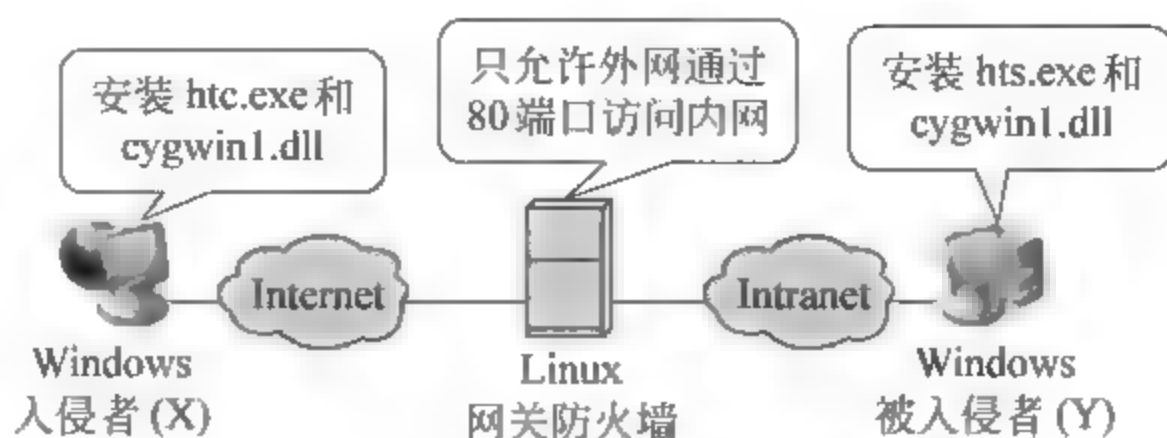 安装 htc.exe 和
cygwin1.dll
只允许外网通过
80端口访问内网
安装 hts.exe 和
cygwin1.dll
Internet
Intranet
Windows
入侵者 (X)
Linux
网关防火墙
Windows
被入侵者 (Y)